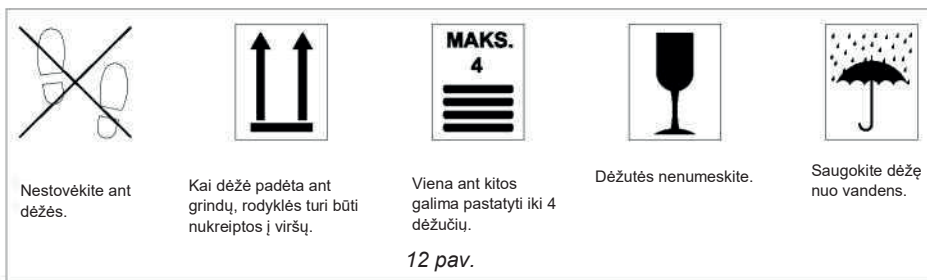 MAKS.
4
Nestovėkite ant
dėžės.
Kai dėžė padėta ant
grindų, rodyklės turi būti
nukreiptos į viršų.
Viena ant kitos
galima pastatyti iki 4
dėžučių.
Dėžutės nenumeskite.
Saugokite dėžę
nuo vandens.
12 pav.